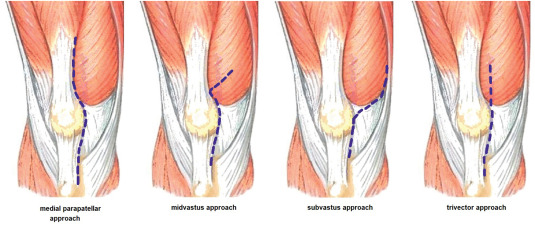 medial parapatellar
approach
midvastus approach
subvastus approach
trivector approach